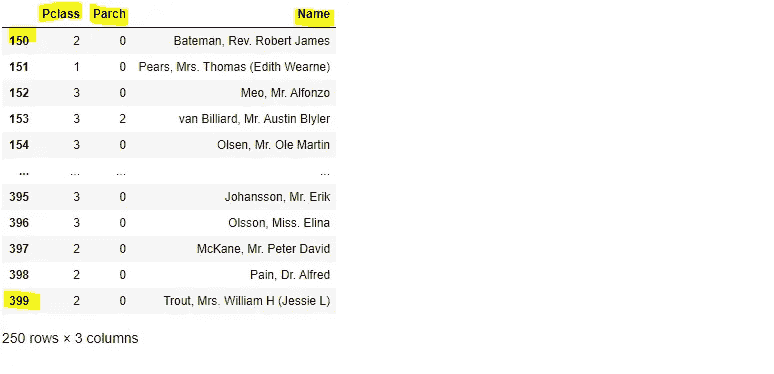 Pclass Parch Name
150 2 0 Bateman, Rev. Robert James
151 1 0 Pears, Mrs. Thomas (Edith Wearne)
152 3 0 Meo, Mr. Alfonzo
153 3 2 van Billiard, Mr. Austin Blyler
154 3 0 Olsen, Mr. Ole Martin
... ... ... ...
395 3 0 Johansson, Mr. Erik
396 3 0 Olsson, Miss. Elina
397 2 0 McKane, Mr. Peter David
398 2 0 Pain, Dr. Alfred
399 2 0 Trout, Mrs. William H (Jessie L)
250 rows × 3 columns